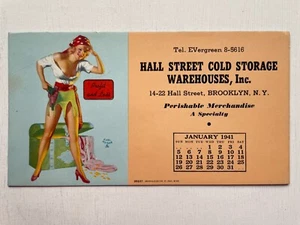 Tel. EVergreen 8-5616
HALL STREET COLD STORAGE
WAREHOUSES, Inc.
14-22 Hall Street, BROOKLYN, N. Y.
Perishable Merchandise
A Specialty
JANUARY 1941
1 2 3 4
5 6 7 8 9 10 11
12 13 14 15 16 17 18
19 20 21 22 23 24 25
26 27 28 29 30 31